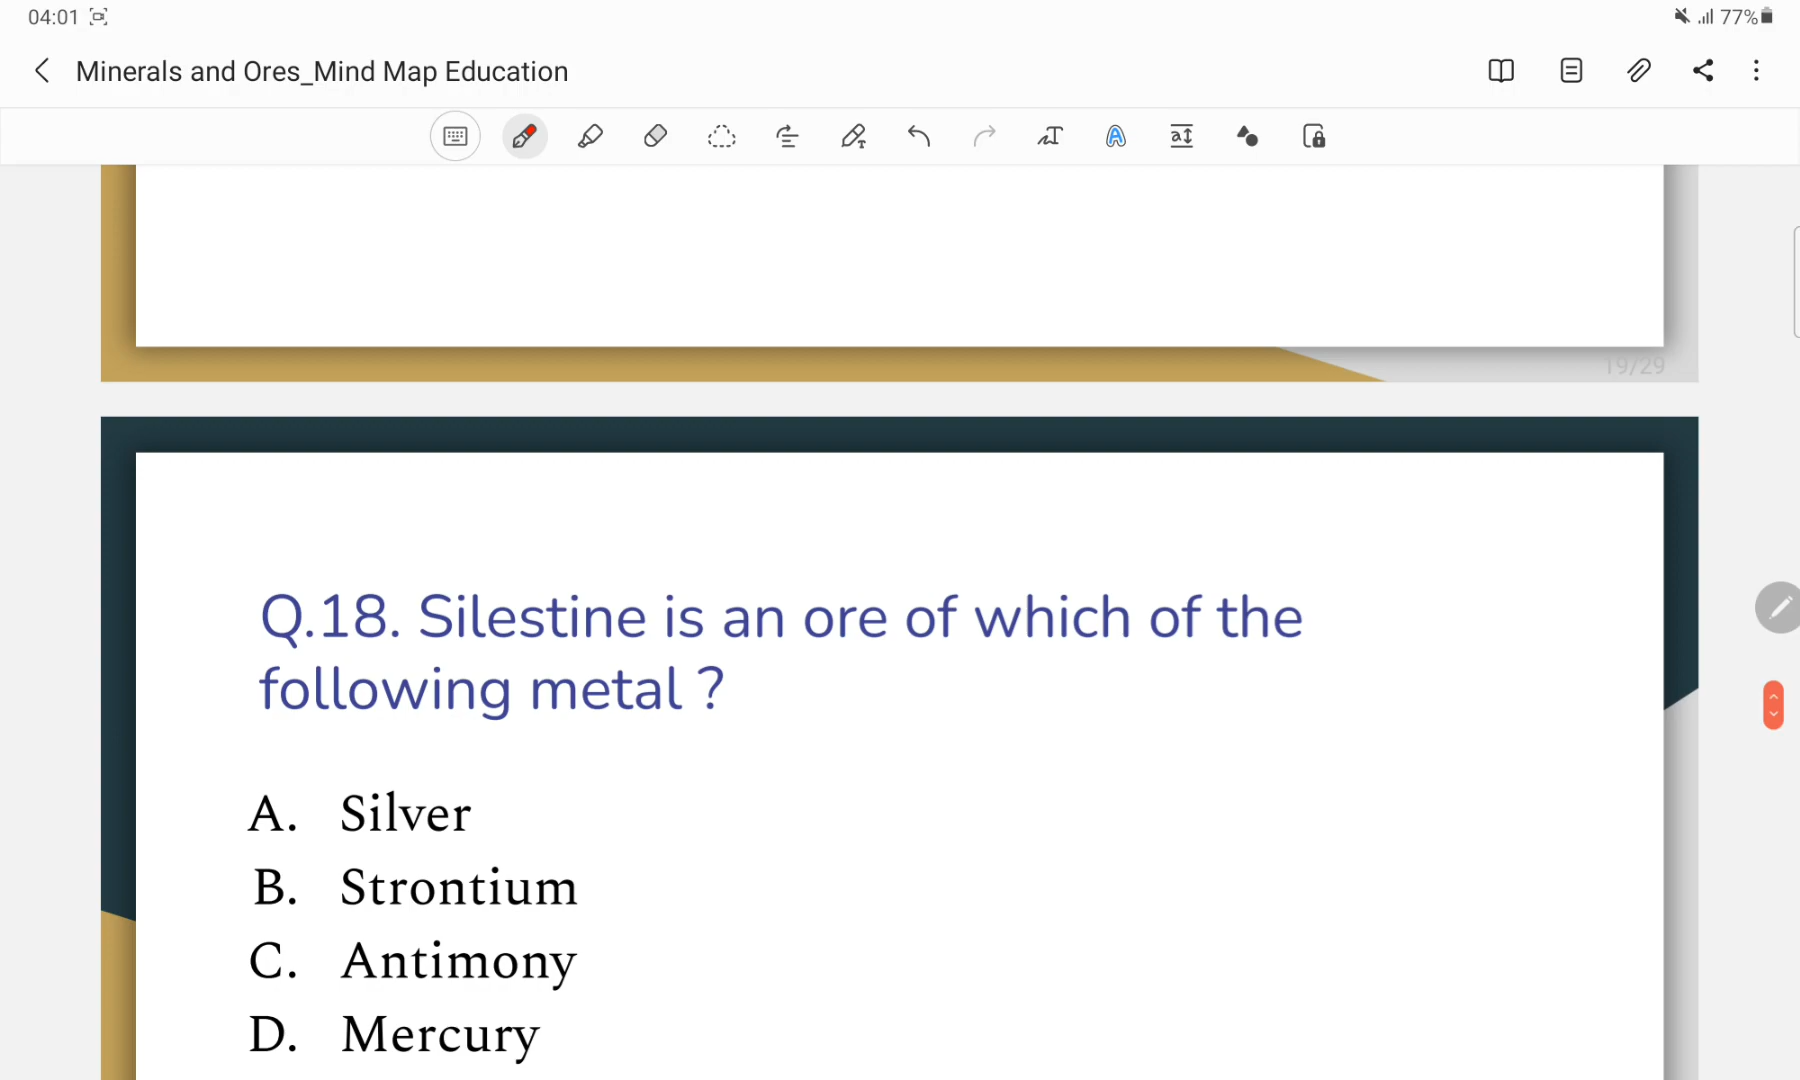 04:01
77%
Minerals and Ores_Mind Map Education
19/29
Q.18. Silestine is an ore of which of the
following metal ?
A. Silver
B. Strontium
C. Antimony
D. Mercury